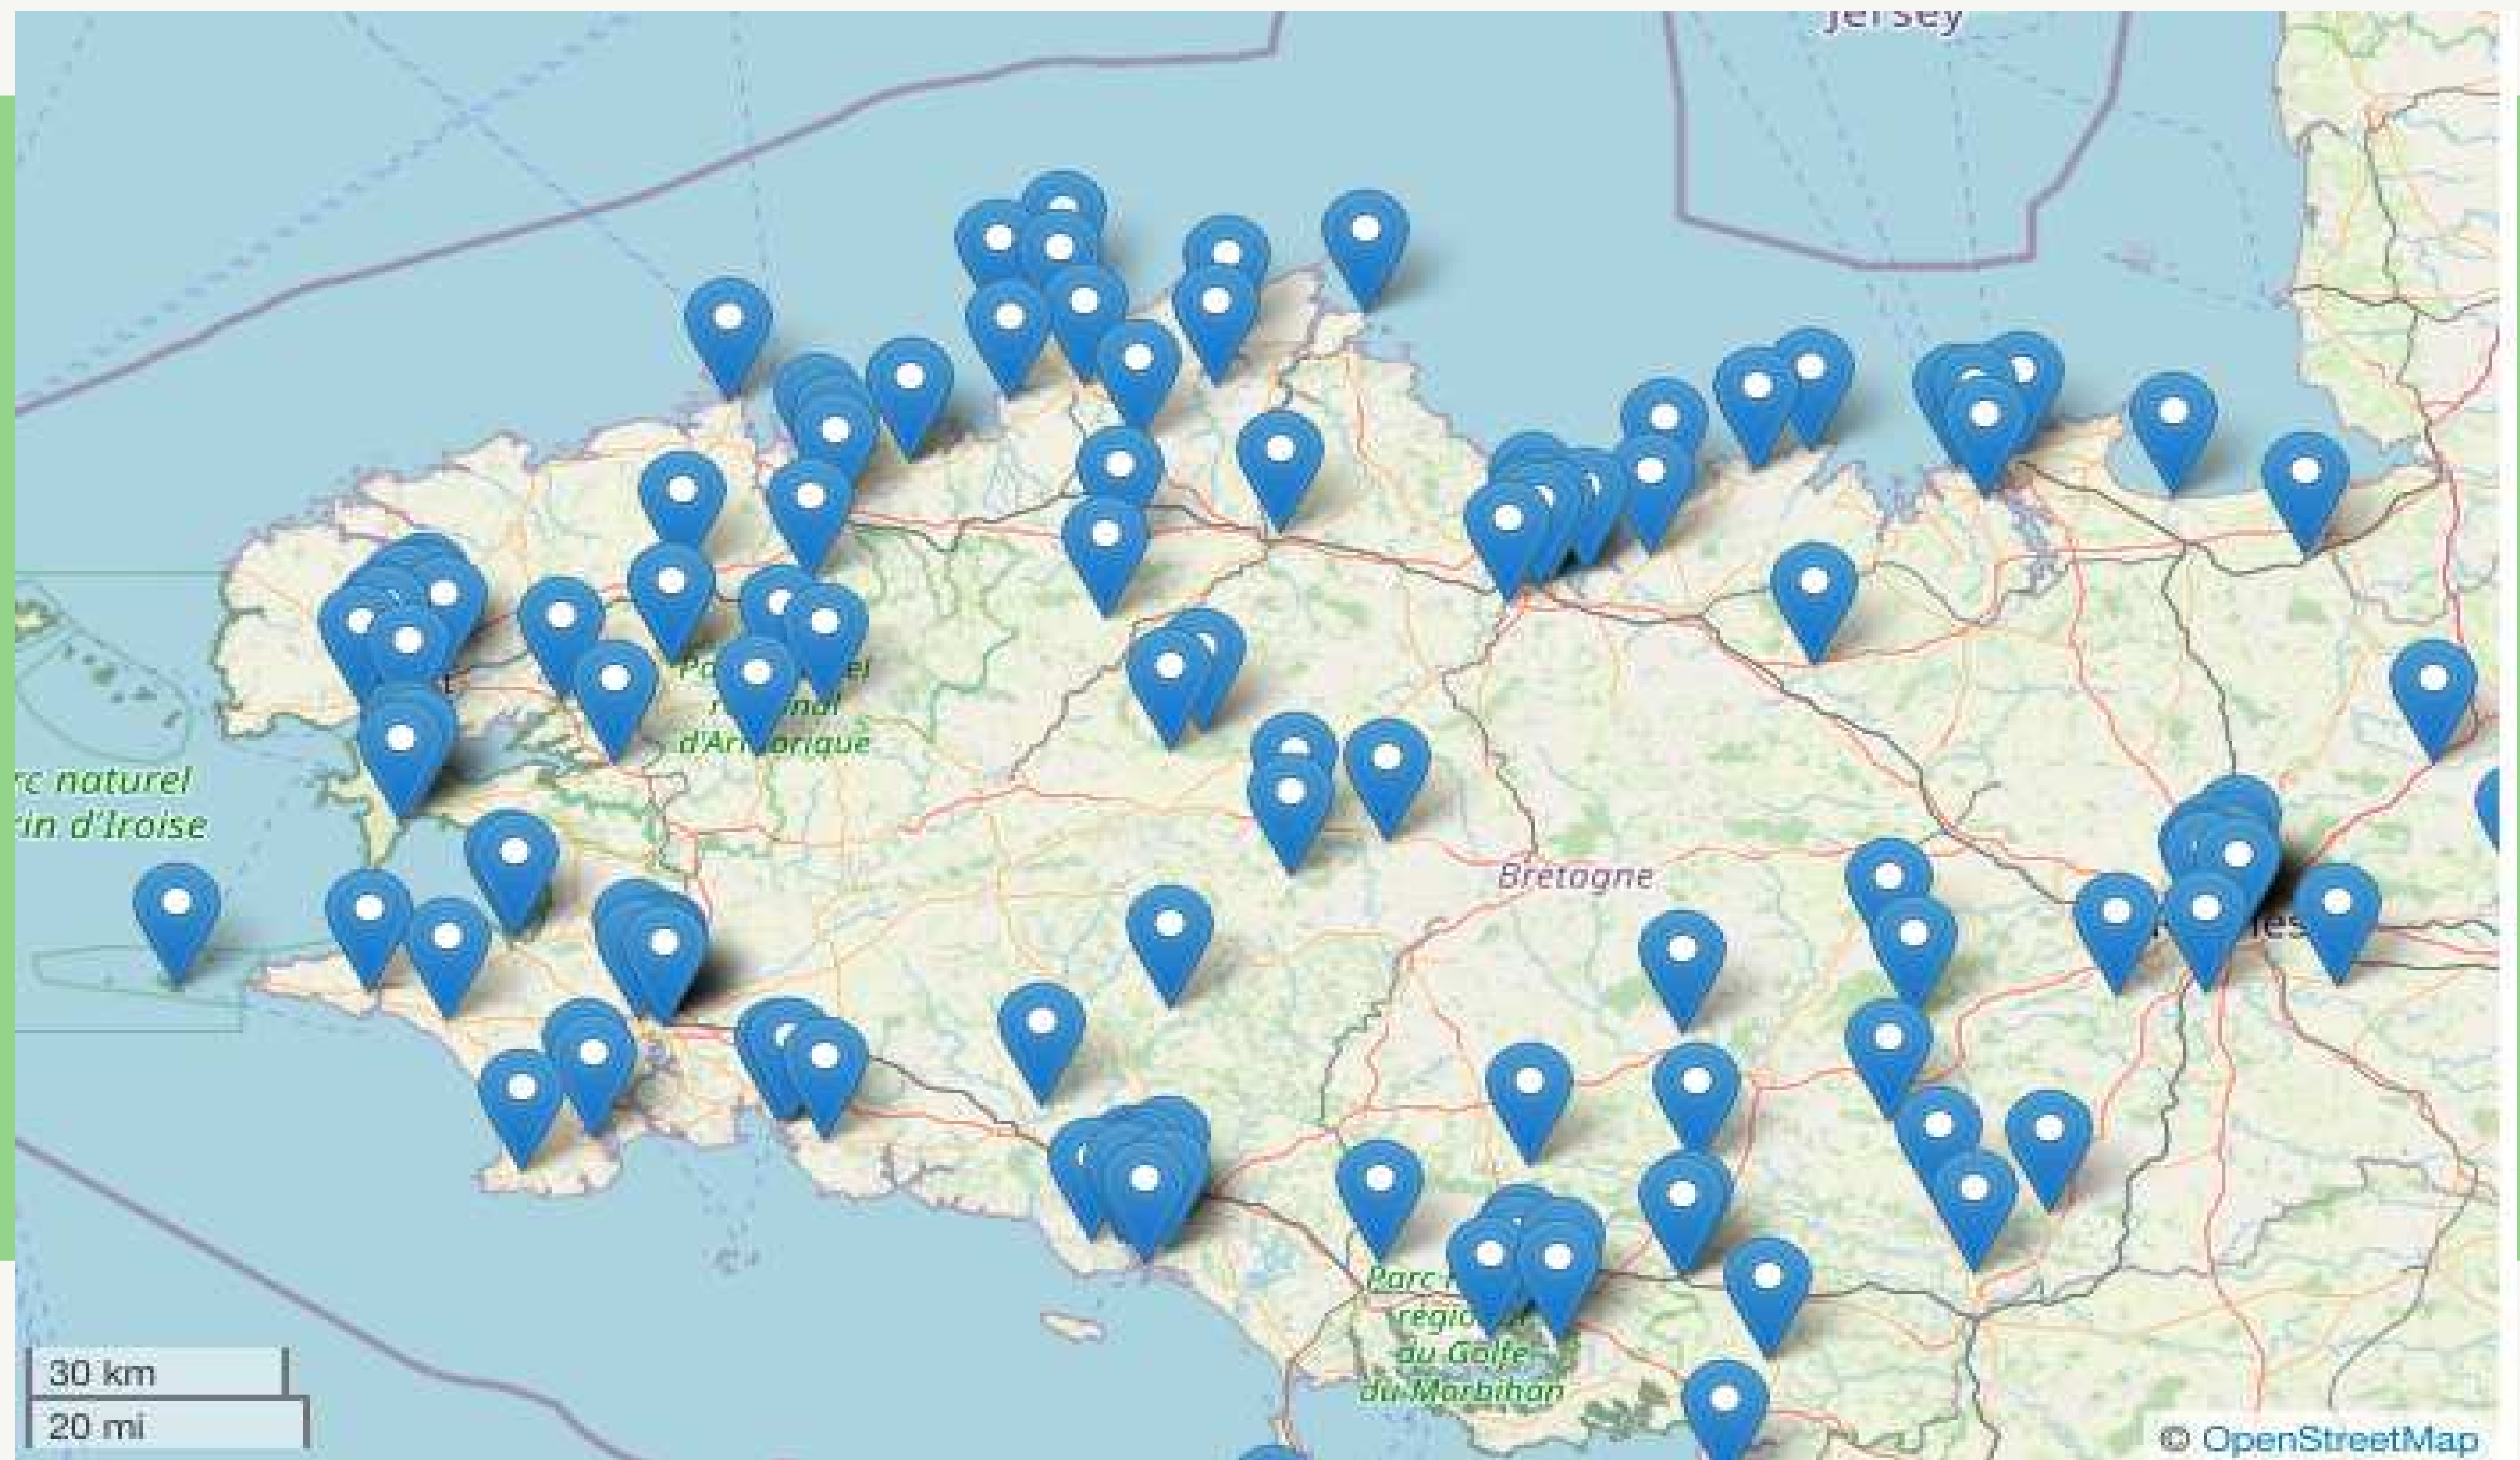 Jersey
d'Armorique
rc naturel
rin d'Iroise
Bretagne
Parc
du Golfe
du Morbihan
30 km
20 mi
© OpenStreetMap